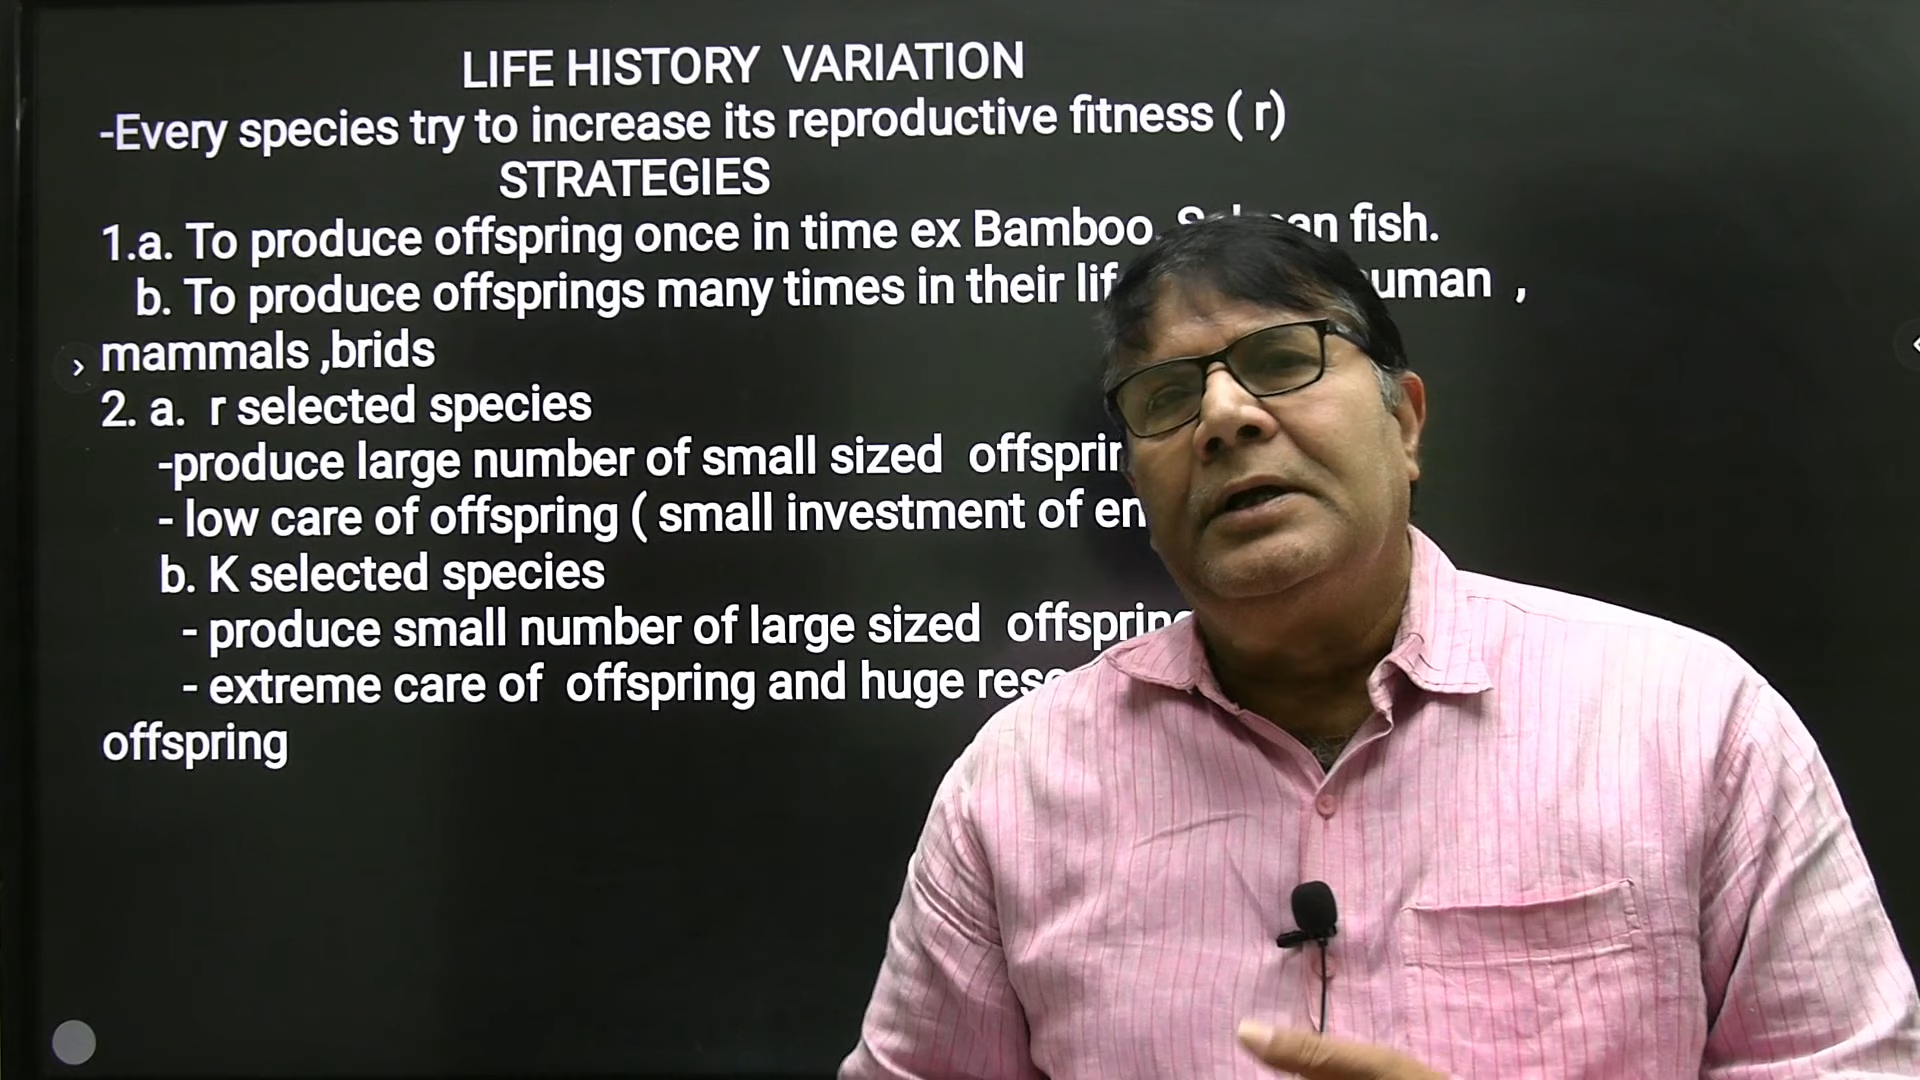 LIFE HISTORY VARIATION
-Every species try to increase its reproductive fitness ( r)
STRATEGIES
1.a. To produce offspring once in time ex Bamboo, fish.
b. To produce offsprings many times in their ,
mammals ,brids
2. a. r selected species
-produce large number of small sized
- low care of offspring ( small investment of
b. K selected species
- produce small number of large sized offspring
- extreme care of offspring and huge
offspring